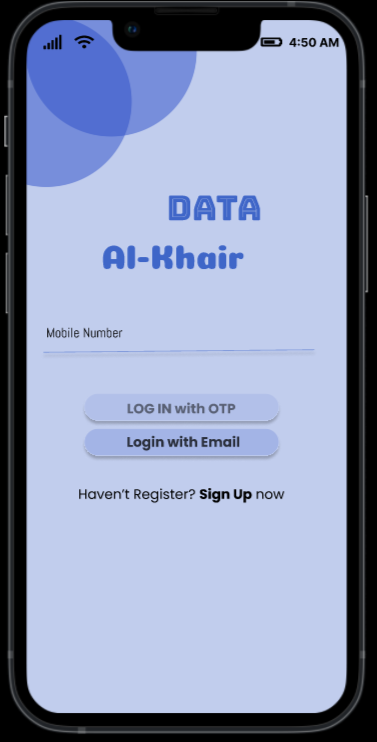 4:50 AM
DATA
Al-Khair
Mobile Number
LOG IN with OTP
Login with Email
Haven’t Register? Sign Up now